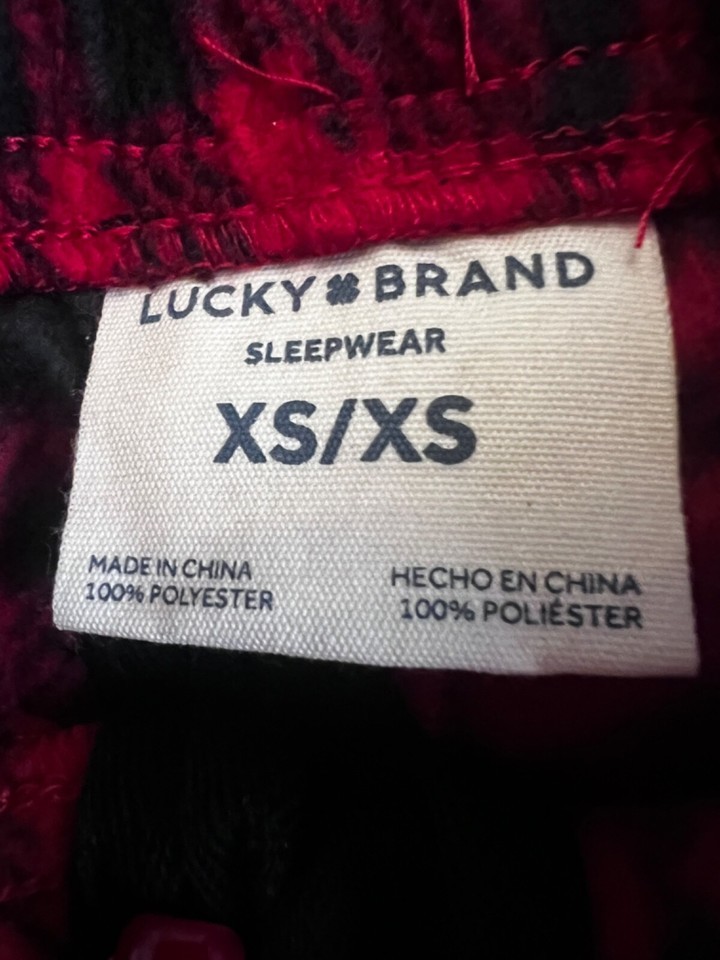 LUCKY BRAND
SLEEPWEAR
XS/XS
MADE IN CHINA
100% POLYESTER
HECHO EN CHINA
100% POLIÉSTER